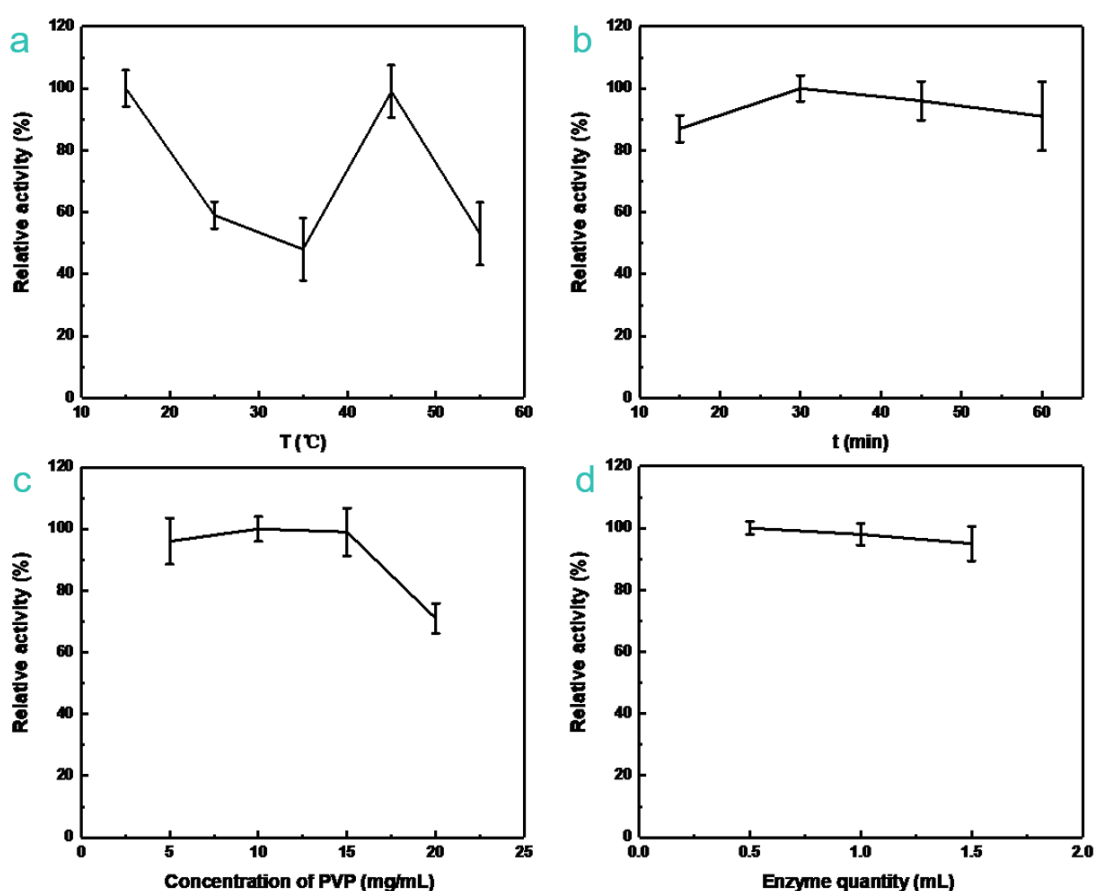 a
Relative activity (%)
120
100
80
60
40
20
0
10 20 30 40 50 60
T (℃)
b
Relative activity (%)
120
100
80
60
40
20
0
10 20 30 40 50 60
t (min)
c
Relative activity (%)
120
100
80
60
40
20
0
0 5 10 15 20 25
Concentration of PVP (mg/mL)
d
Relative activity (%)
120
100
80
60
40
20
0
0.0 0.5 1.0 1.5 2.0
Enzyme quantity (mL)